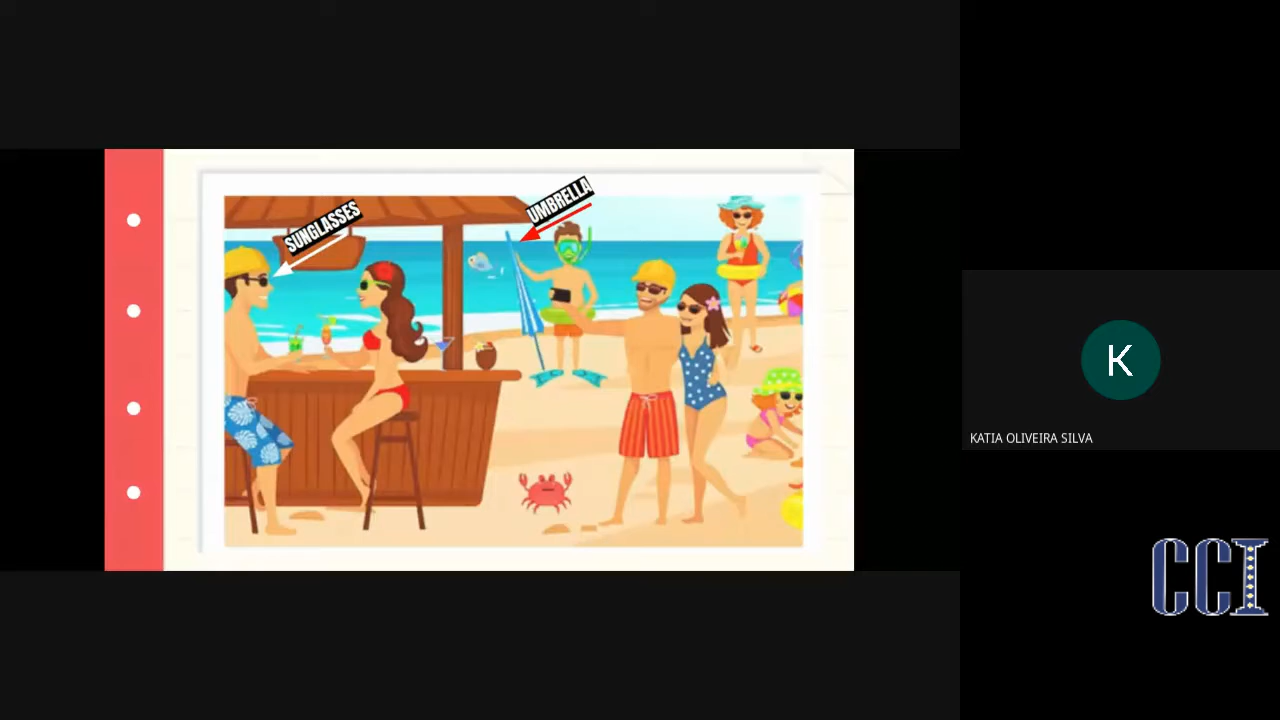 SUNGLASSES
UMBRELLA
K
KATIA OLIVEIRA SILVA
CCI